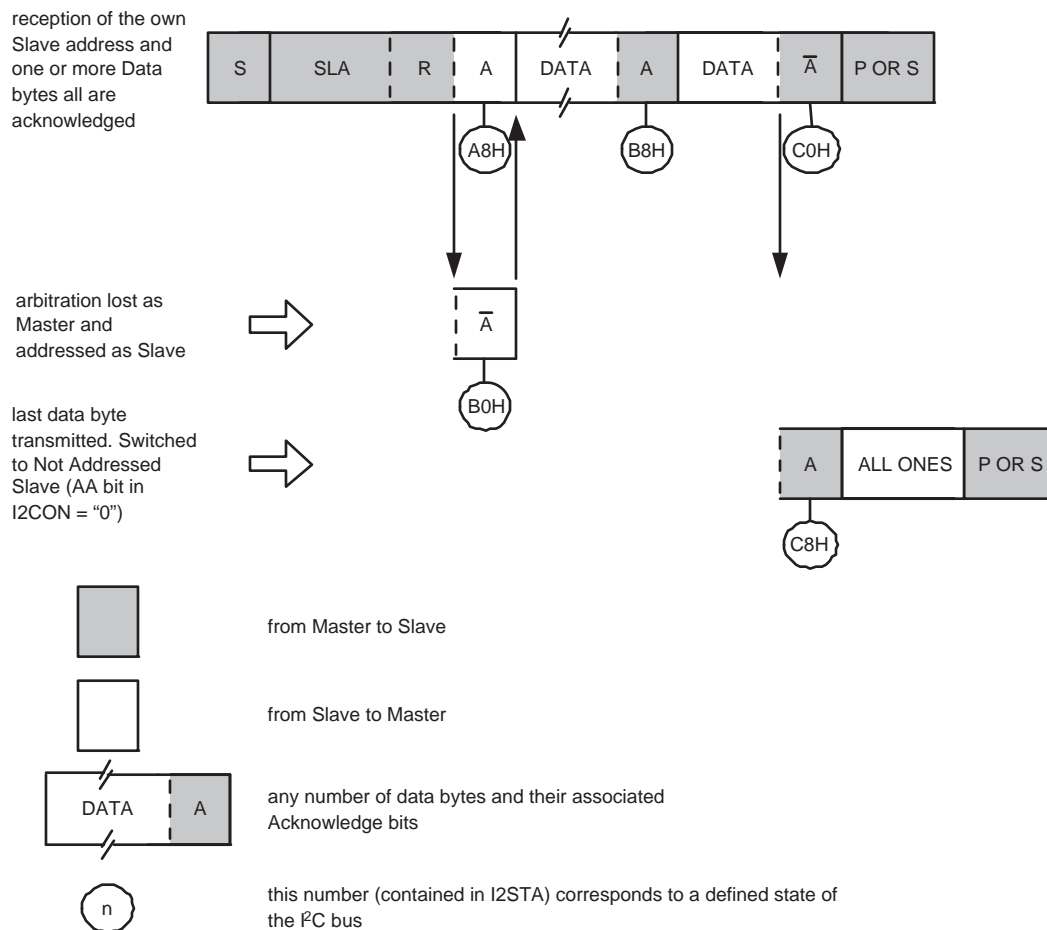 reception of the own
Slave address and
one or more Data
bytes all are
acknowledged
S SLA R A DATA A DATA A̅ P OR S
A8H B8H C0H
arbitration lost as
Master and
addressed as Slave
A̅
B0H
last data byte
transmitted. Switched
to Not Addressed
Slave (AA bit in
I2CON = “0”)
A ALL ONES P OR S
C8H
from Master to Slave
from Slave to Master
DATA A
any number of data bytes and their associated
Acknowledge bits
n
this number (contained in I2STA) corresponds to a defined state of
the I²C bus